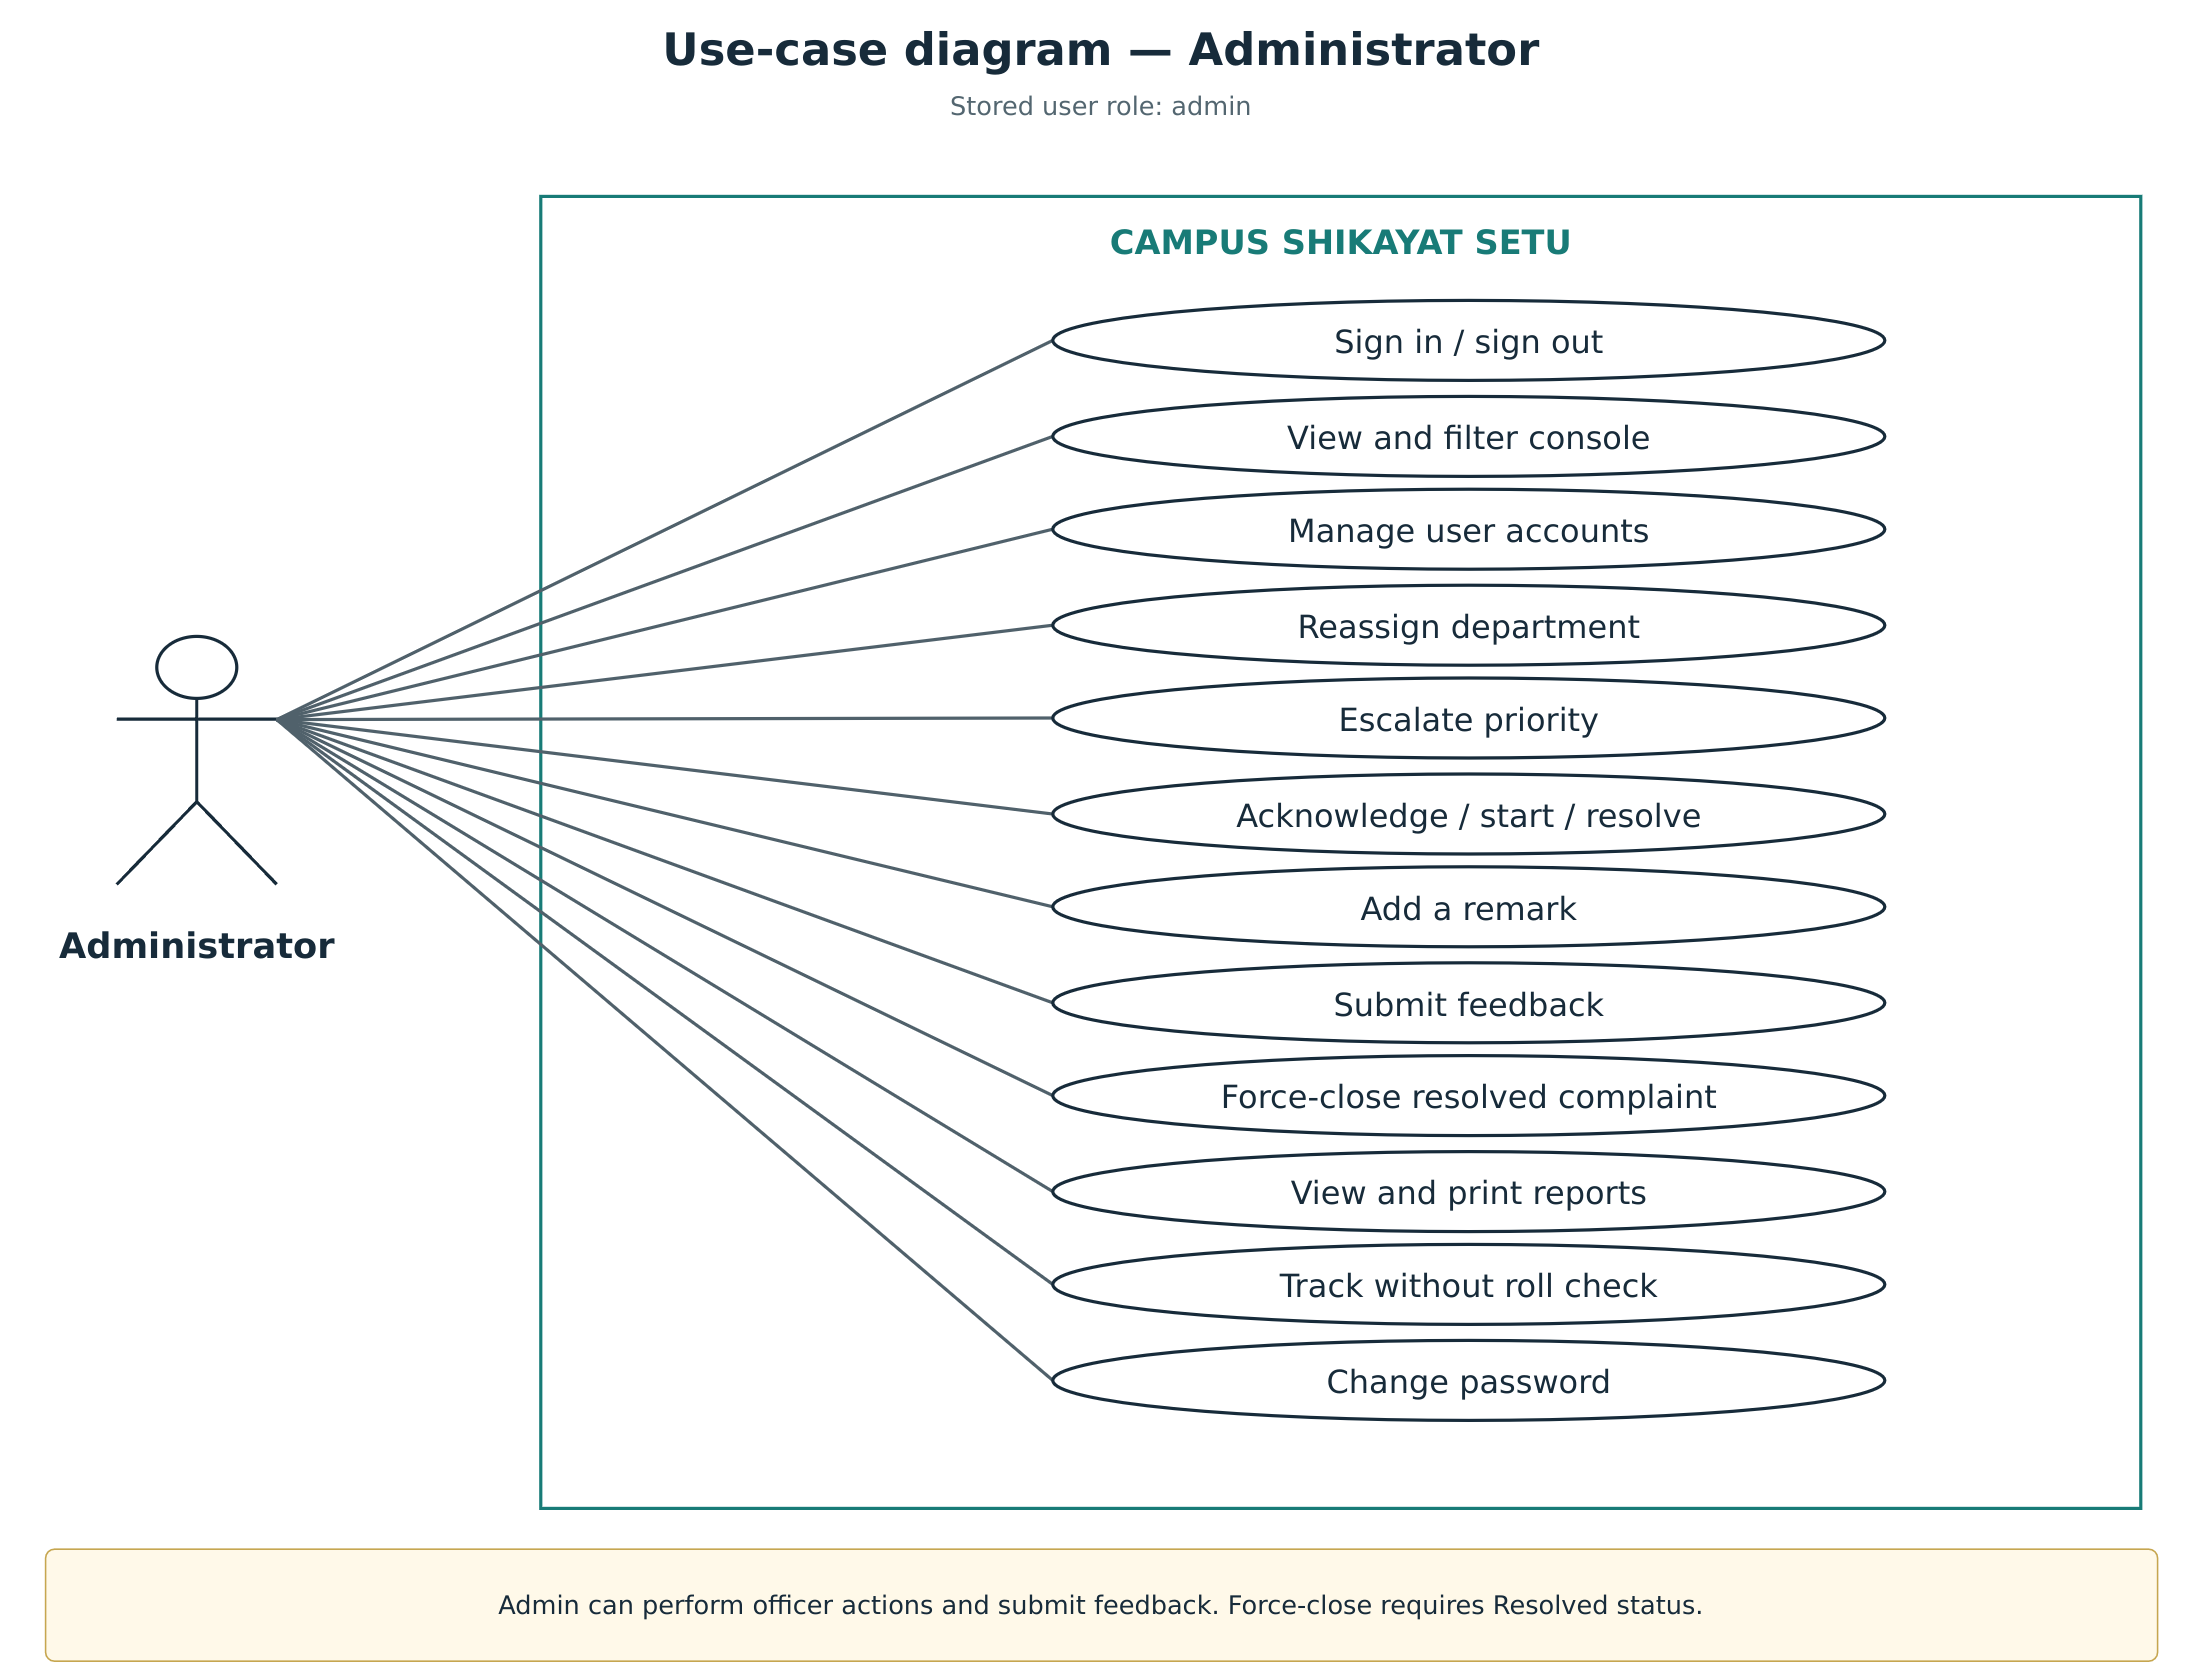 Use-case diagram — Administrator
Stored user role: admin
CAMPUS SHIKAYAT SETU
Sign in / sign out
View and filter console
Manage user accounts
Reassign department
Escalate priority
Acknowledge / start / resolve
Add a remark
Administrator
Submit feedback
Force-close resolved complaint
View and print reports
Track without roll check
Change password
Admin can perform officer actions and submit feedback. Force-close requires Resolved status.